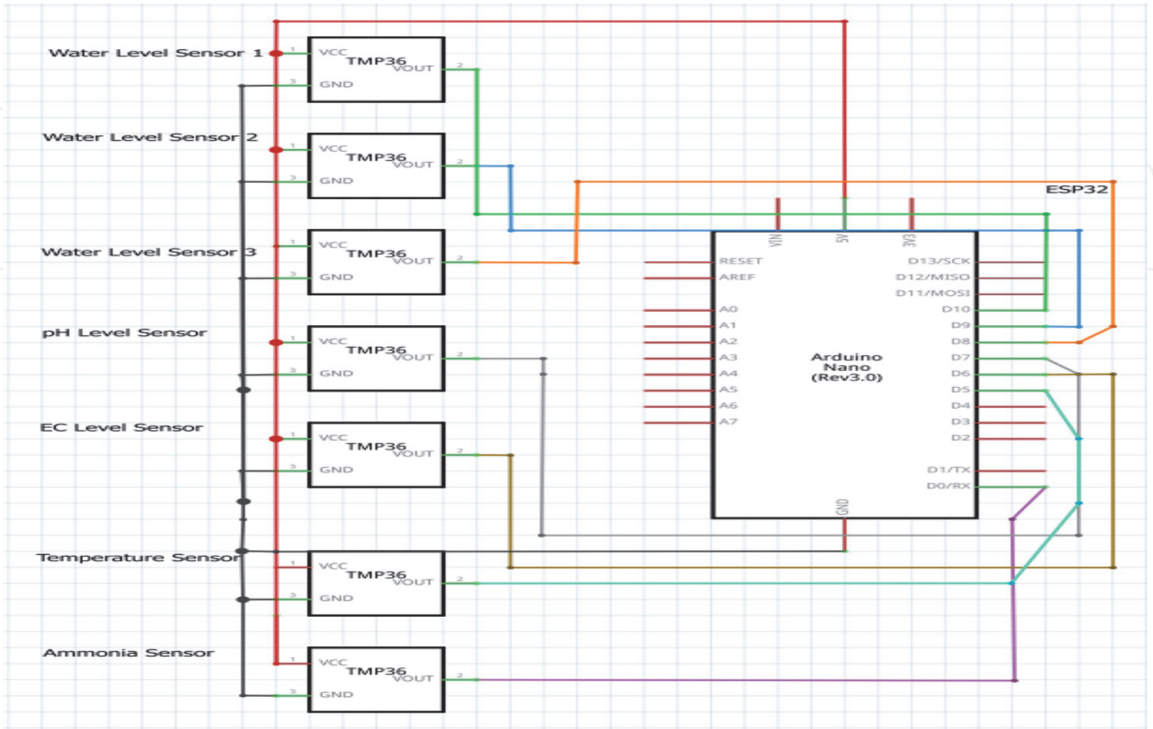 Water Level Sensor 1
1 VCC TMP36 VOUT 2
3 GND
Water Level Sensor 2
1 VCC TMP36 VOUT 2
3 GND
ESP32
Water Level Sensor 3
1 VCC TMP36 VOUT 2
3 GND
pH Level Sensor
1 VCC TMP36 VOUT 2
3 GND
EC Level Sensor
1 VCC TMP36 VOUT 2
3 GND
Temperature Sensor
1 VCC TMP36 VOUT 2
3 GND
Ammonia Sensor
1 VCC TMP36 VOUT 2
3 GND
VIN 5V 3V3
RESET D13/SCK
AREF D12/MISO
D11/MOSI
A0 D10
A1 D9
A2 D8
A3 D7
A4 D6
A5 D5
A6 D4
A7 D3
D2
Arduino
Nano
(Rev3.0)
D1/TX
D0/RX
GND